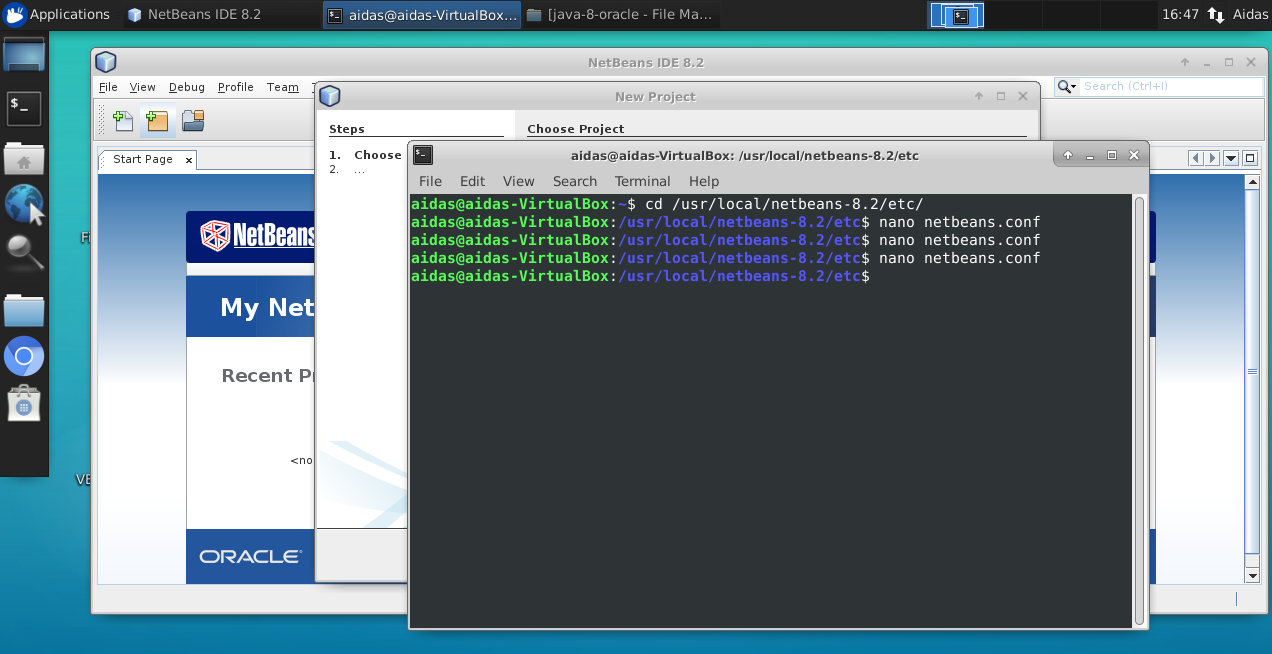 Applications
NetBeans IDE 8.2
aidas@aidas-VirtualBox...
[java-8-oracle - File Ma...
16:47
Aidas
NetBeans IDE 8.2
File View Debug Profile Team
Search (Ctrl+I)
New Project
Steps
Choose Project
1. Choose
2. ...
Start Page
NetBeans
My Net
Recent Pr
<no
ORACLE
aidas@aidas-VirtualBox: /usr/local/netbeans-8.2/etc
File Edit View Search Terminal Help
aidas@aidas-VirtualBox:~$ cd /usr/local/netbeans-8.2/etc/
aidas@aidas-VirtualBox:/usr/local/netbeans-8.2/etc$ nano netbeans.conf
aidas@aidas-VirtualBox:/usr/local/netbeans-8.2/etc$ nano netbeans.conf
aidas@aidas-VirtualBox:/usr/local/netbeans-8.2/etc$ nano netbeans.conf
aidas@aidas-VirtualBox:/usr/local/netbeans-8.2/etc$